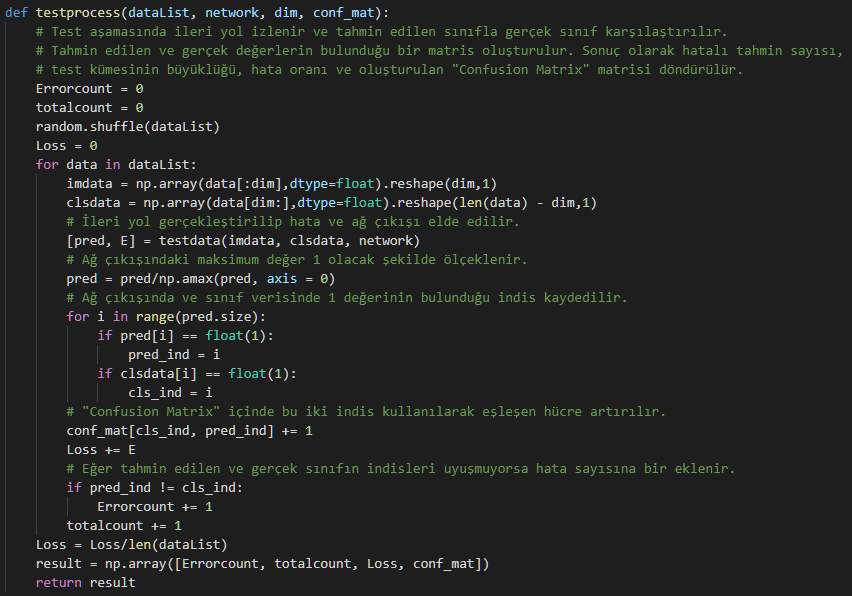 def testprocess(dataList, network, dim, conf_mat):
    # Test aşamasında ileri yol izlenir ve tahmin edilen sınıfla gerçek sınıf karşılaştırılır.
    # Tahmin edilen ve gerçek değerlerin bulunduğu bir matris oluşturulur. Sonuç olarak hatalı tahmin sayısı,
    # test kümesinin büyüklüğü, hata oranı ve oluşturulan "Confusion Matrix" matrisi döndürülür.
    Errorcount = 0
    totalcount = 0
    random.shuffle(dataList)
    Loss = 0
    for data in dataList:
        imdata = np.array(data[:dim],dtype=float).reshape(dim,1)
        clsdata = np.array(data[dim:],dtype=float).reshape(len(data) - dim,1)
        # İleri yol gerçekleştirilip hata ve ağ çıkışı elde edilir.
        [pred, E] = testdata(imdata, clsdata, network)
        # Ağ çıkışındaki maksimum değer 1 olacak şekilde ölçeklenir.
        pred = pred/np.amax(pred, axis = 0)
        # Ağ çıkışında ve sınıf verisinde 1 değerinin bulunduğu indis kaydedilir.
        for i in range(pred.size):
            if pred[i] == float(1):
                pred_ind = i
            if clsdata[i] == float(1):
                cls_ind = i
        # "Confusion Matrix" içinde bu iki indis kullanılarak eşleşen hücre artırılır.
        conf_mat[cls_ind, pred_ind] += 1
        Loss += E
        # Eğer tahmin edilen ve gerçek sınıfın indisleri uyuşmuyorsa hata sayısına bir eklenir.
        if pred_ind != cls_ind:
            Errorcount += 1
        totalcount += 1
    Loss = Loss/len(dataList)
    result = np.array([Errorcount, totalcount, Loss, conf_mat])
    return result